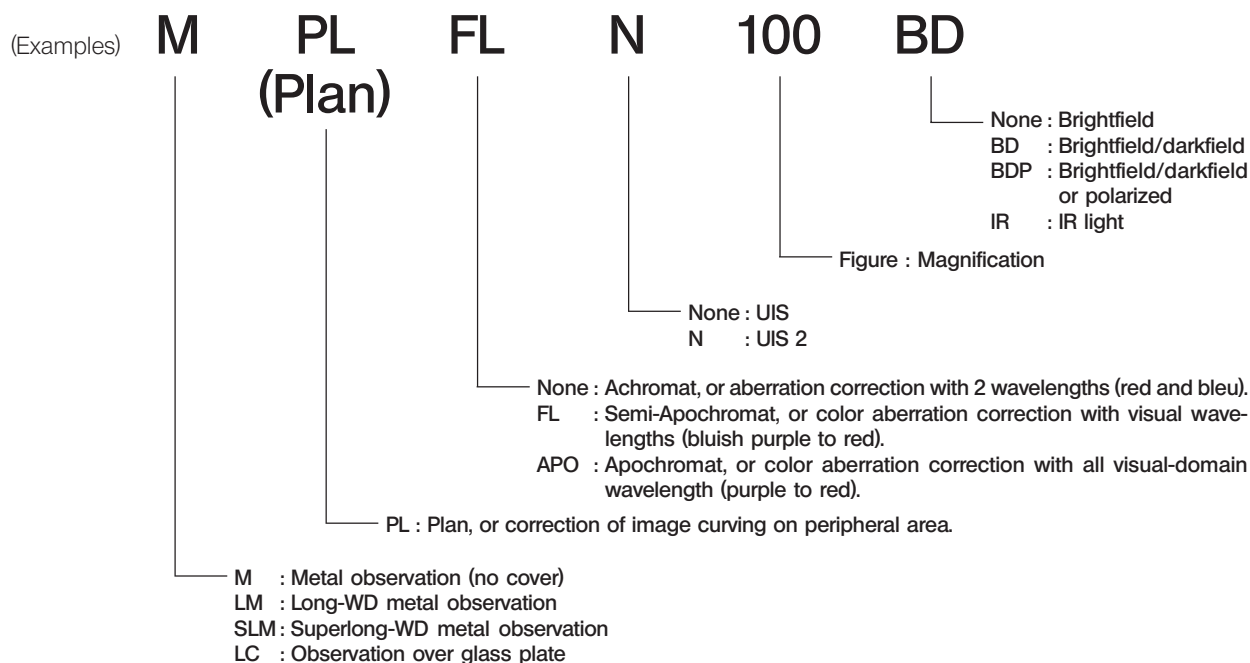 (Examples) M PL FL N 100 BD
(Plan)
None : Brightfield
BD : Brightfield/darkfield
BDP : Brightfield/darkfield
or polarized
IR : IR light
Figure : Magnification
None : UIS
N : UIS 2
None : Achromat, or aberration correction with 2 wavelengths (red and bleu).
FL : Semi-Apochromat, or color aberration correction with visual wave-
lengths (bluish purple to red).
APO : Apochromat, or color aberration correction with all visual-domain
wavelength (purple to red).
PL : Plan, or correction of image curving on peripheral area.
M : Metal observation (no cover)
LM : Long-WD metal observation
SLM : Superlong-WD metal observation
LC : Observation over glass plate